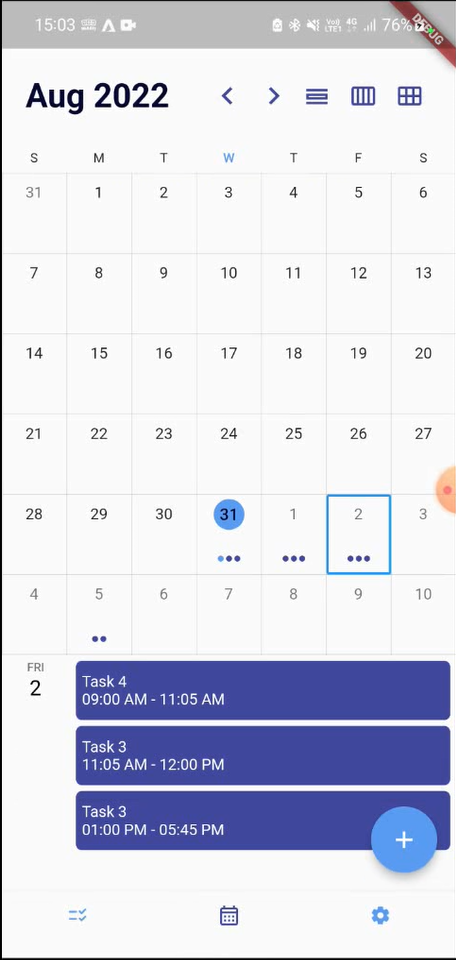 15:03 Vo) 4G LTE1 76%
DEBUG
Aug 2022
S M T W T F S
31 1 2 3 4 5 6
7 8 9 10 11 12 13
14 15 16 17 18 19 20
21 22 23 24 25 26 27
28 29 30 31 1 2 3
4 5 6 7 8 9 10
FRI
2
Task 4
09:00 AM - 11:05 AM
Task 3
11:05 AM - 12:00 PM
Task 3
01:00 PM - 05:45 PM
+